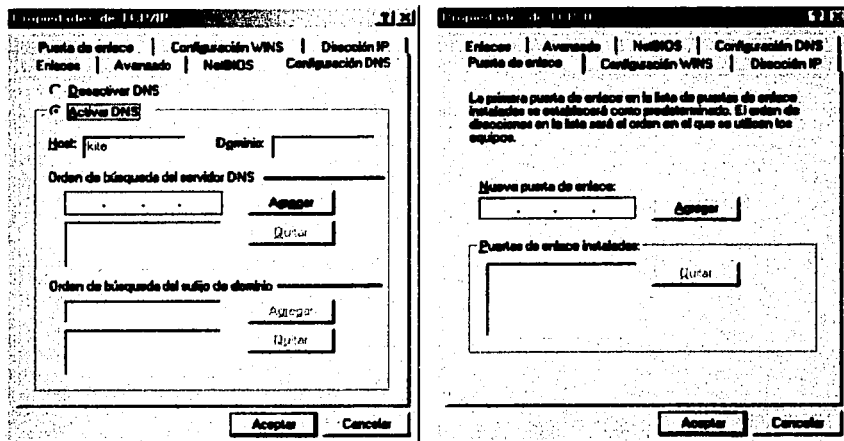 Propiedades de TCP/IP
Puerta de enlace | Configuración WINS | Dirección IP
Enlaces | Avanzado | NetBIOS Configuración DNS
Desactivar DNS
Activar DNS
Host: kito Dominio:
Orden de búsqueda del servidor DNS
Agregar
Quitar
Orden de búsqueda del sufijo de dominio
Agregar
Quitar
Aceptar Cancelar
Propiedades de TCP/IP
Enlaces | Avanzado | NetBIOS | Configuración DNS
Puerta de enlace Configuración WINS | Dirección IP
La primera puerta de enlace en la lista de puertas de enlace
instaladas se establecerá como predeterminado. El orden de
direcciones en la lista será el orden en el que se utilicen los
equipos.
Nueva puerta de enlace:
Agregar
Puertas de enlace instaladas:
Quitar
Aceptar Cancelar